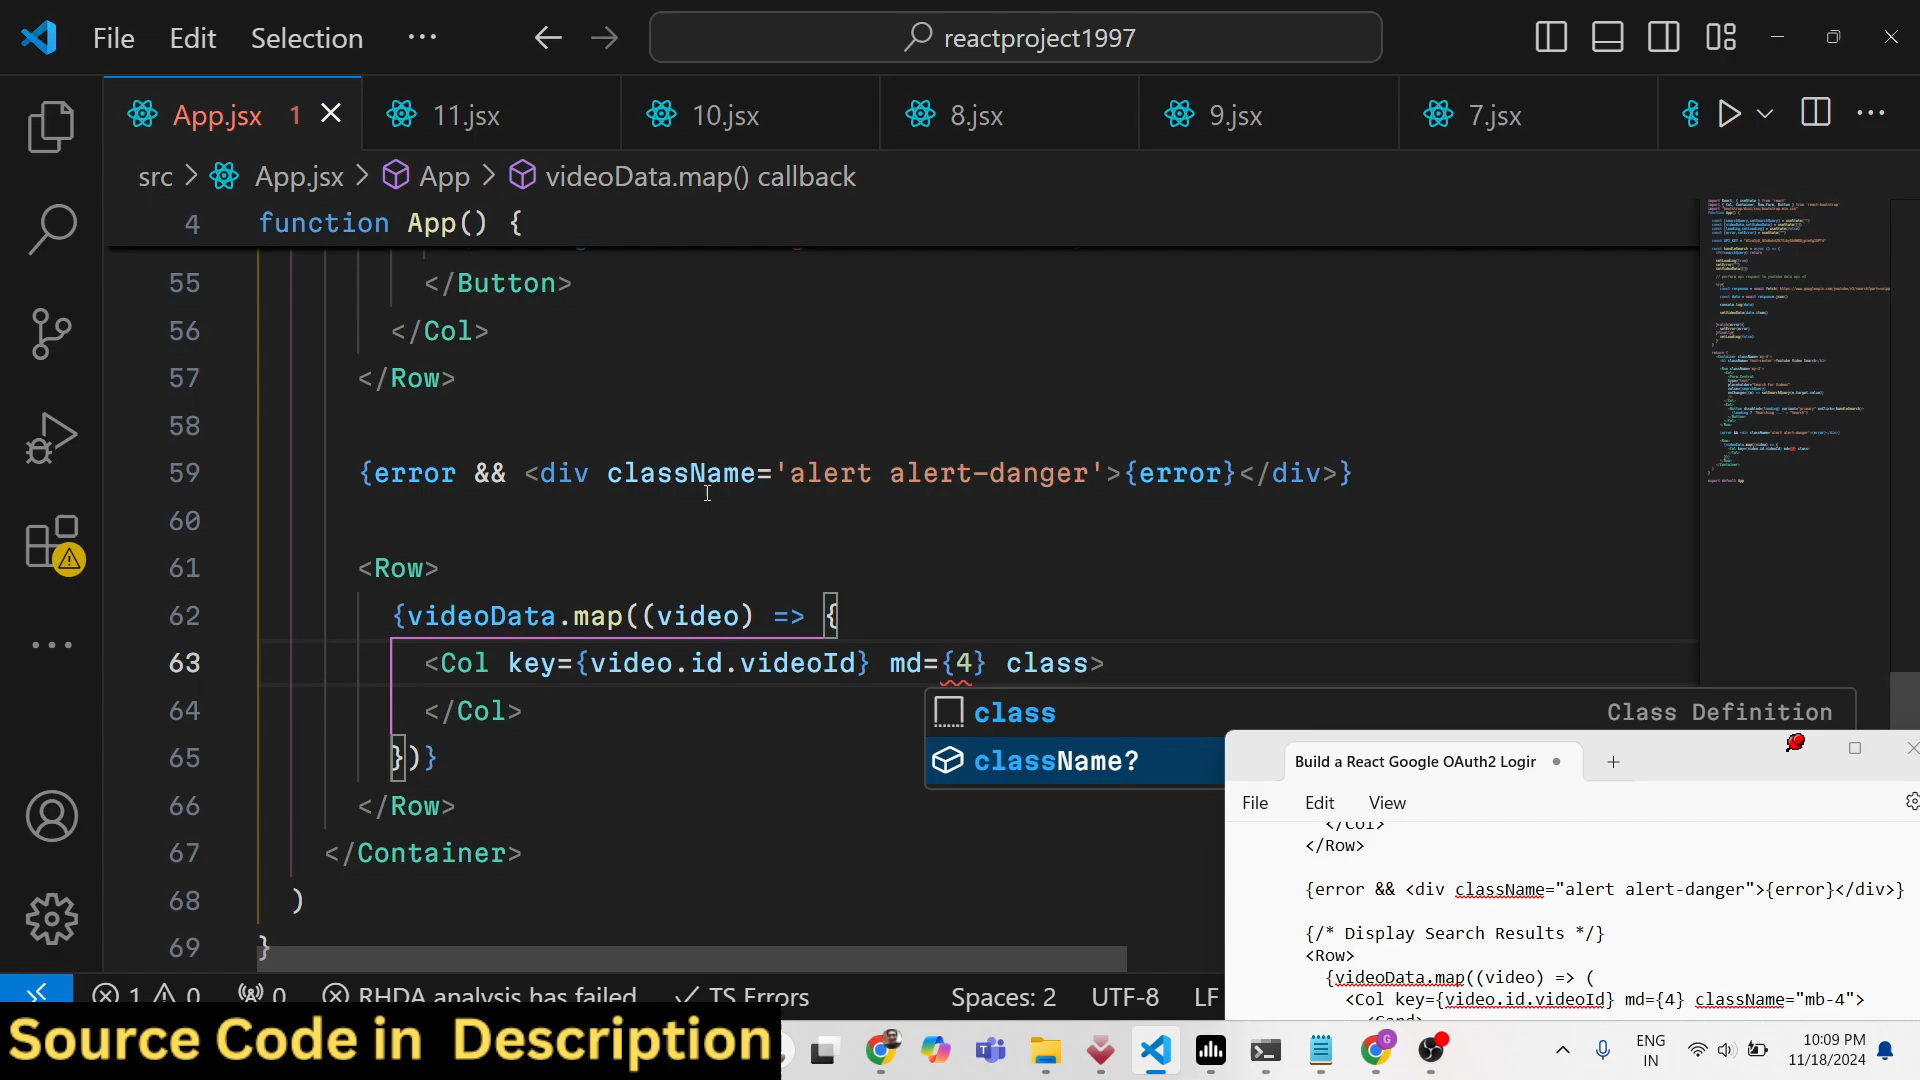 File Edit Selection ···
reactproject1997
App.jsx 1
11.jsx
10.jsx
8.jsx
9.jsx
7.jsx
src > App.jsx > App > videoData.map() callback
4 function App() {
55 </Button>
56 </Col>
57 </Row>
58
59 {error && <div className='alert alert-danger'>{error}</div>}
60
61 <Row>
62 {videoData.map((video) => {
63 <Col key={video.id.videoId} md={4} class>
64 </Col>
65 })}
66 </Row>
67 </Container>
68 )
69 }
class Class Definition
className?
Build a React Google OAuth2 Login
File Edit View
</Col>
</Row>
{error && <div className="alert alert-danger">{error}</div>}
{/* Display Search Results */}
<Row>
{videoData.map((video) => (
<Col key={video.id.videoId} md={4} className="mb-4">
<Card>
1 0 0 RHDA analysis has failed TS Errors Spaces: 2 UTF-8 LF
Source Code in Description
ENG
IN
10:09 PM
11/18/2024